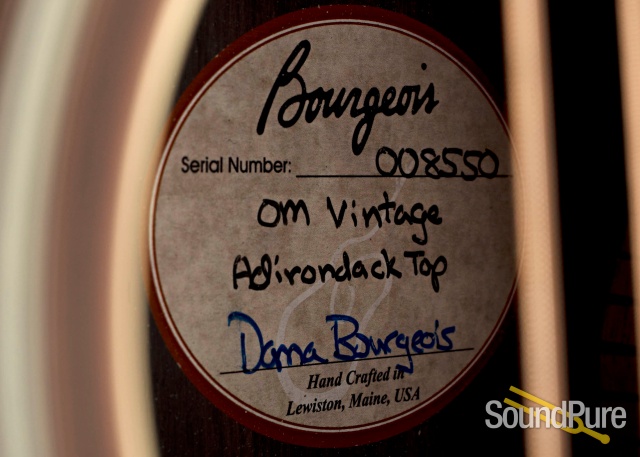 Bourgeois
Serial Number: 008550
OM Vintage
Adirondack Top
Dana Bourgeois
Hand Crafted in
Lewiston, Maine, USA
SoundPure